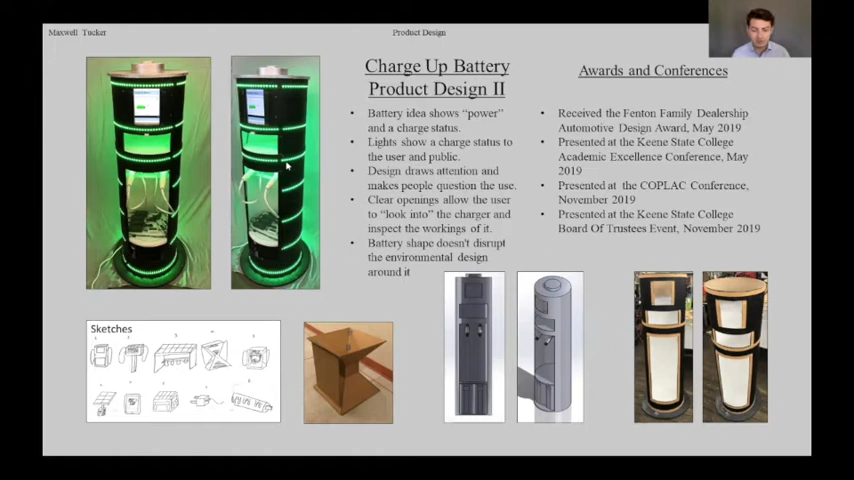 Maxwell Tucker
Product Design
Charge Up Battery
Product Design II
• Battery idea shows “power”
and a charge status.
• Lights show a charge status to
the user and public.
• Design draws attention and
makes people question the use.
• Clear openings allow the user
to “look into” the charger and
inspect the workings of it.
• Battery shape doesn't disrupt
the environmental design
around it
Awards and Conferences
• Received the Fenton Family Dealership
Automotive Design Award, May 2019
• Presented at the Keene State College
Academic Excellence Conference, May
2019
• Presented at the COPLAC Conference,
November 2019
• Presented at the Keene State College
Board Of Trustees Event, November 2019
Sketches